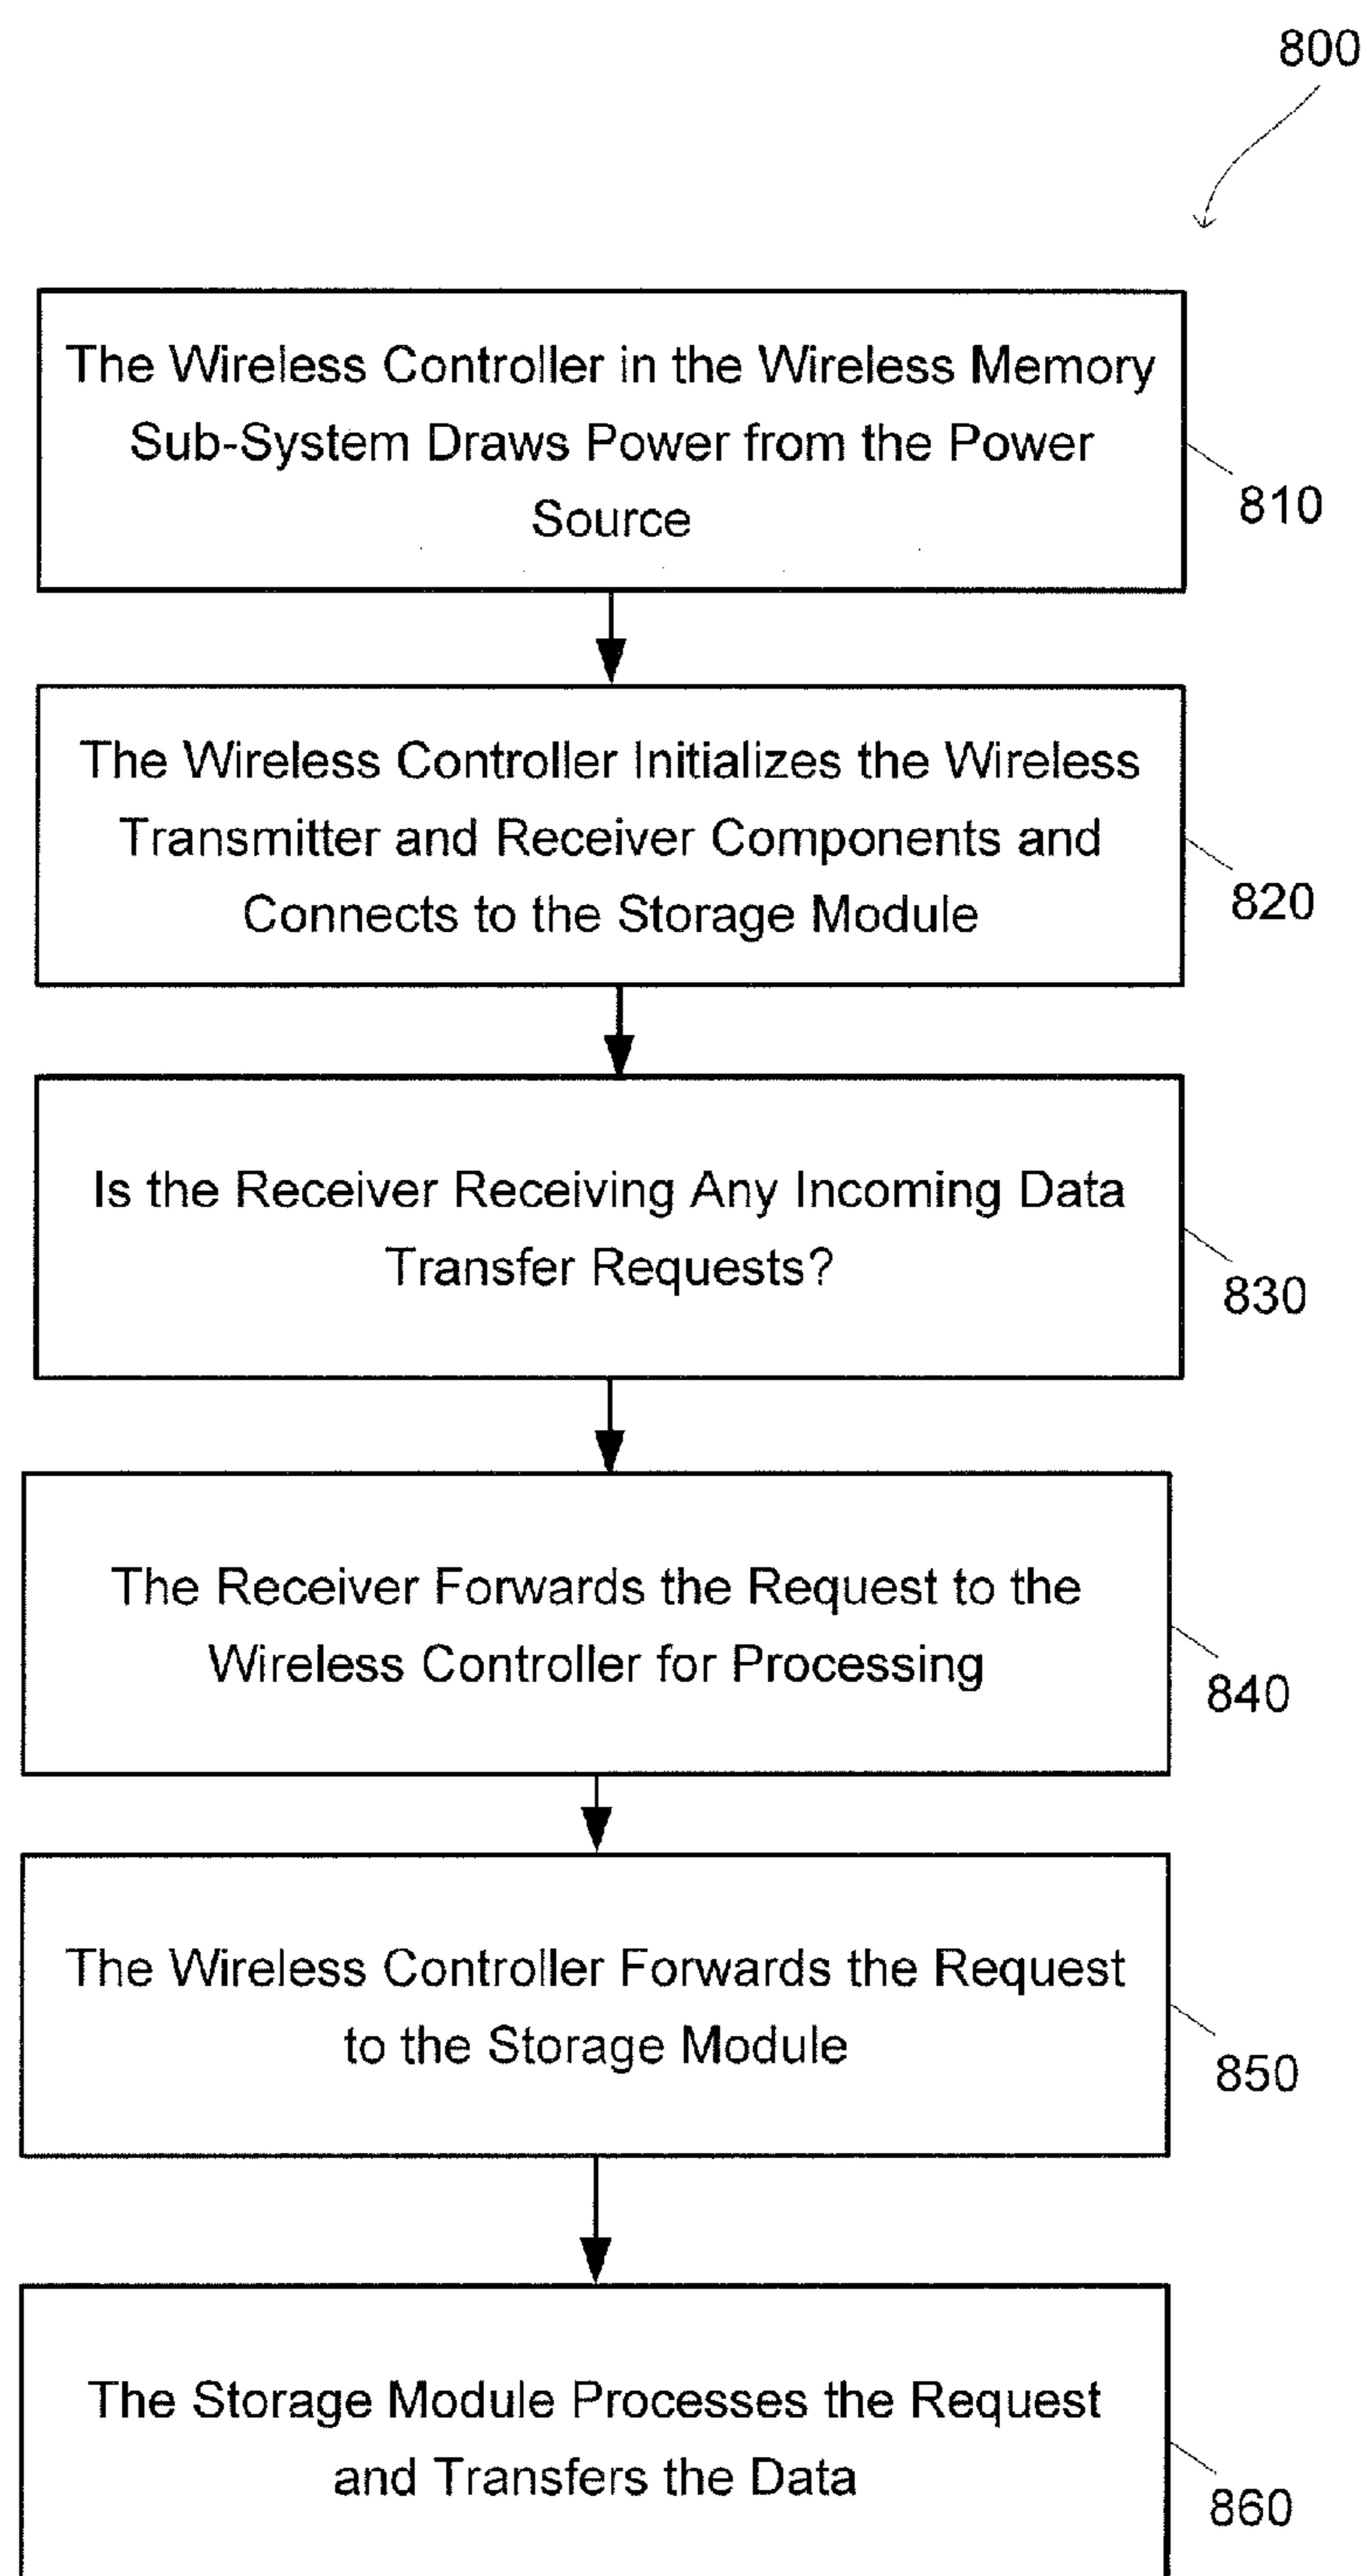 800
The Wireless Controller in the Wireless Memory
Sub-System Draws Power from the Power
Source
810
The Wireless Controller Initializes the Wireless
Transmitter and Receiver Components and
Connects to the Storage Module
820
Is the Receiver Receiving Any Incoming Data
Transfer Requests?
830
The Receiver Forwards the Request to the
Wireless Controller for Processing
840
The Wireless Controller Forwards the Request
to the Storage Module
850
The Storage Module Processes the Request
and Transfers the Data
860